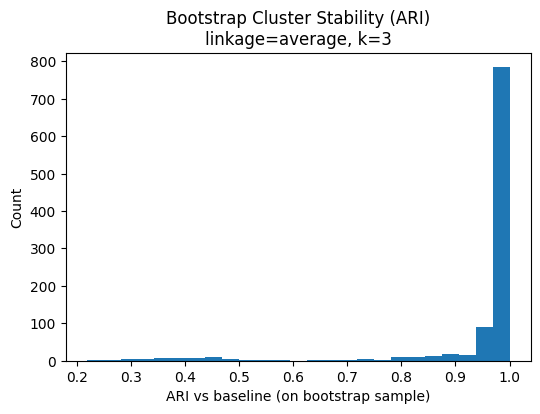 Bootstrap Cluster Stability (ARI)
linkage=average, k=3
800
700
600
500
400
300
200
100
0
Count
0.2 0.3 0.4 0.5 0.6 0.7 0.8 0.9 1.0
ARI vs baseline (on bootstrap sample)